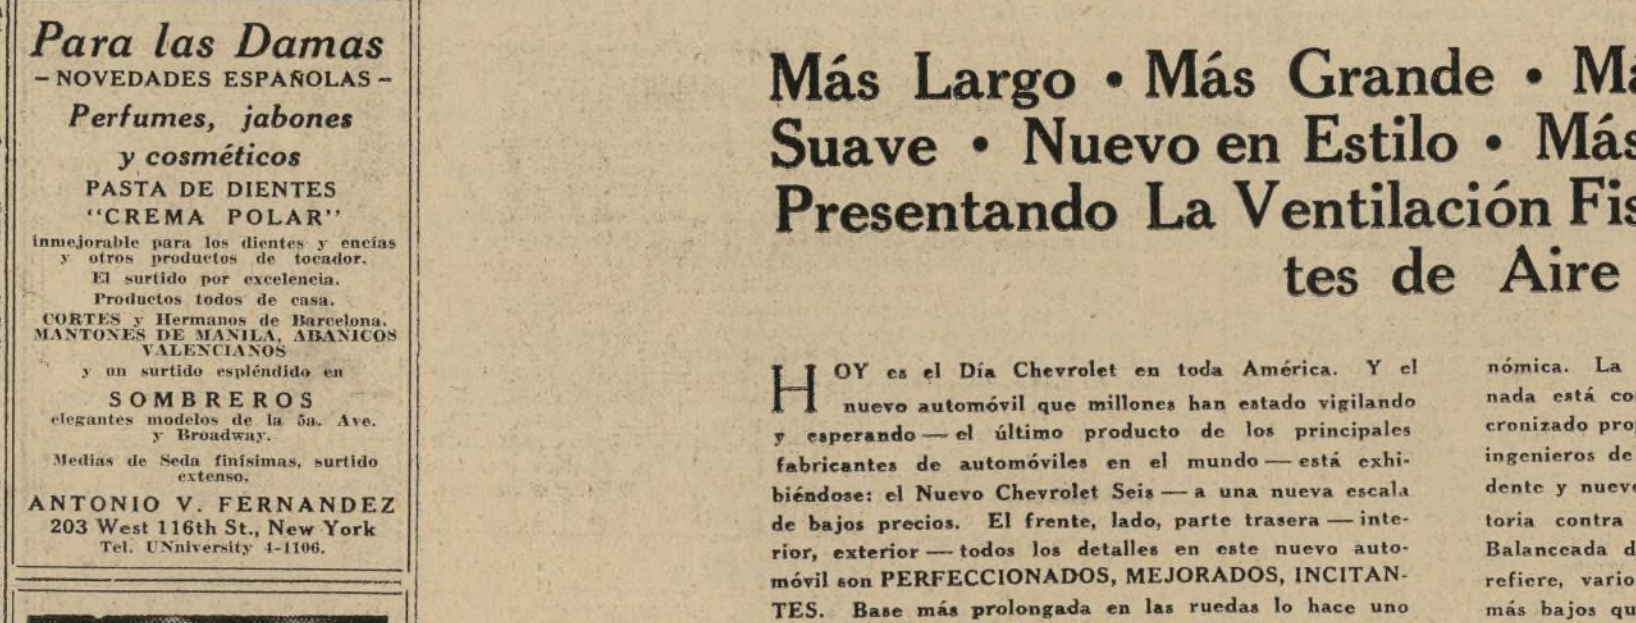 Para las Damas
- NOVEDADES ESPAÑOLAS -
Perfumes, jabones
y cosméticos
PASTA DE DIENTES
"CREMA POLAR"
inmejorable para los dientes y encías
y otros productos de tocador.
El surtido por excelencia.
Productos todos de casa.
CORTES y Hermanos de Barcelona.
MANTONES DE MANILA, ABANICOS
VALENCIANOS
y un surtido espléndido en
SOMBREROS
elegantes modelos de la 5a. Ave.
y Broadway.
Medias de Seda finísimas, surtido
extenso.
ANTONIO V. FERNANDEZ
203 West 116th St., New York
Tel. UNniversity 4-1106.
Más Largo • Más Grande • Má
Suave • Nuevo en Estilo • Más
Presentando La Ventilación Fis
tes de Aire
HOY es el Día Chevrolet en toda América. Y el
nuevo automóvil que millones han estado vigilando
y esperando — el último producto de los principales
fabricantes de automóviles en el mundo — está exhi-
biéndose: el Nuevo Chevrolet Seis — a una nueva escala
de bajos precios. El frente, lado, parte trasera — inte-
rior, exterior — todos los detalles en este nuevo auto-
móvil son PERFECCIONADOS, MEJORADOS, INCITAN-
TES. Base más prolongada en las ruedas lo hace uno
nómica. La
nada está co
cronizado pro
ingenieros de
dente y nuev
toria contra
Balanceada d
refiere, vario
más bajos qu